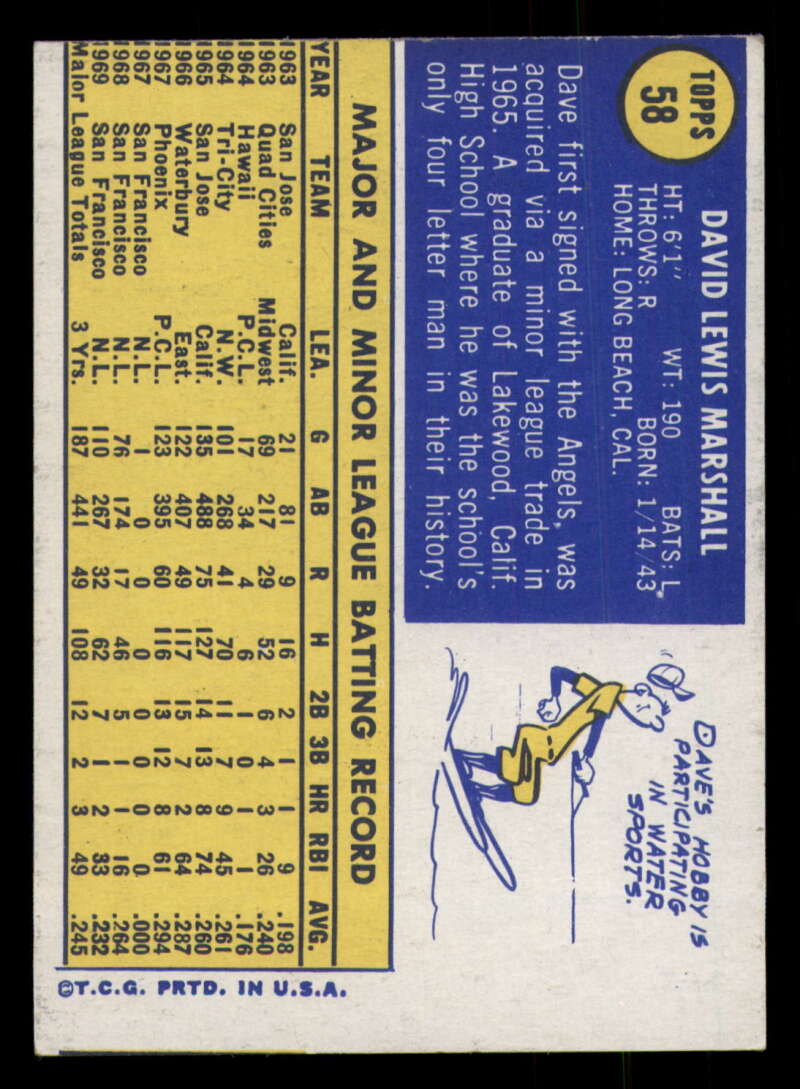 TOPPS
58
DAVID LEWIS MARSHALL
HT: 6'1" WT: 190 BATS: L
THROWS: R BORN: 1/14/43
HOME: LONG BEACH, CAL.
Dave first signed with the Angels, was
acquired via a minor league trade in
1965. A graduate of Lakewood, Calif.
High School where he was the school's
only four letter man in their history.
DAVE'S HOBBY IS
PARTICIPATING
IN WATER
SPORTS.
MAJOR AND MINOR LEAGUE BATTING RECORD
YEAR TEAM LEA. G AB R H 2B 3B HR RBI AVG.
1963 San Jose Calif. 21 81 9 16 2 1 1 9 .198
1963 Quad Cities Midwest 69 217 29 52 6 4 3 26 .240
1964 Hawaii P.C.L. 17 34 4 6 1 0 1 1 .176
1964 Tri-City N.W. 101 268 41 70 11 7 9 45 .261
1965 San Jose Calif. 135 488 75 127 14 13 8 74 .260
1966 Waterbury East. 122 407 49 117 15 7 2 64 .287
1967 Phoenix P.C.L. 123 395 60 116 13 12 8 61 .294
1967 San Francisco N.L. 1 0 0 0 0 0 0 0 .000
1968 San Francisco N.L. 76 174 17 46 5 1 1 16 .264
1969 San Francisco N.L. 110 267 32 62 7 1 2 33 .232
Major League Totals 3 Yrs. 187 441 49 108 12 2 3 49 .245
©T.C.G. PRTD. IN U.S.A.